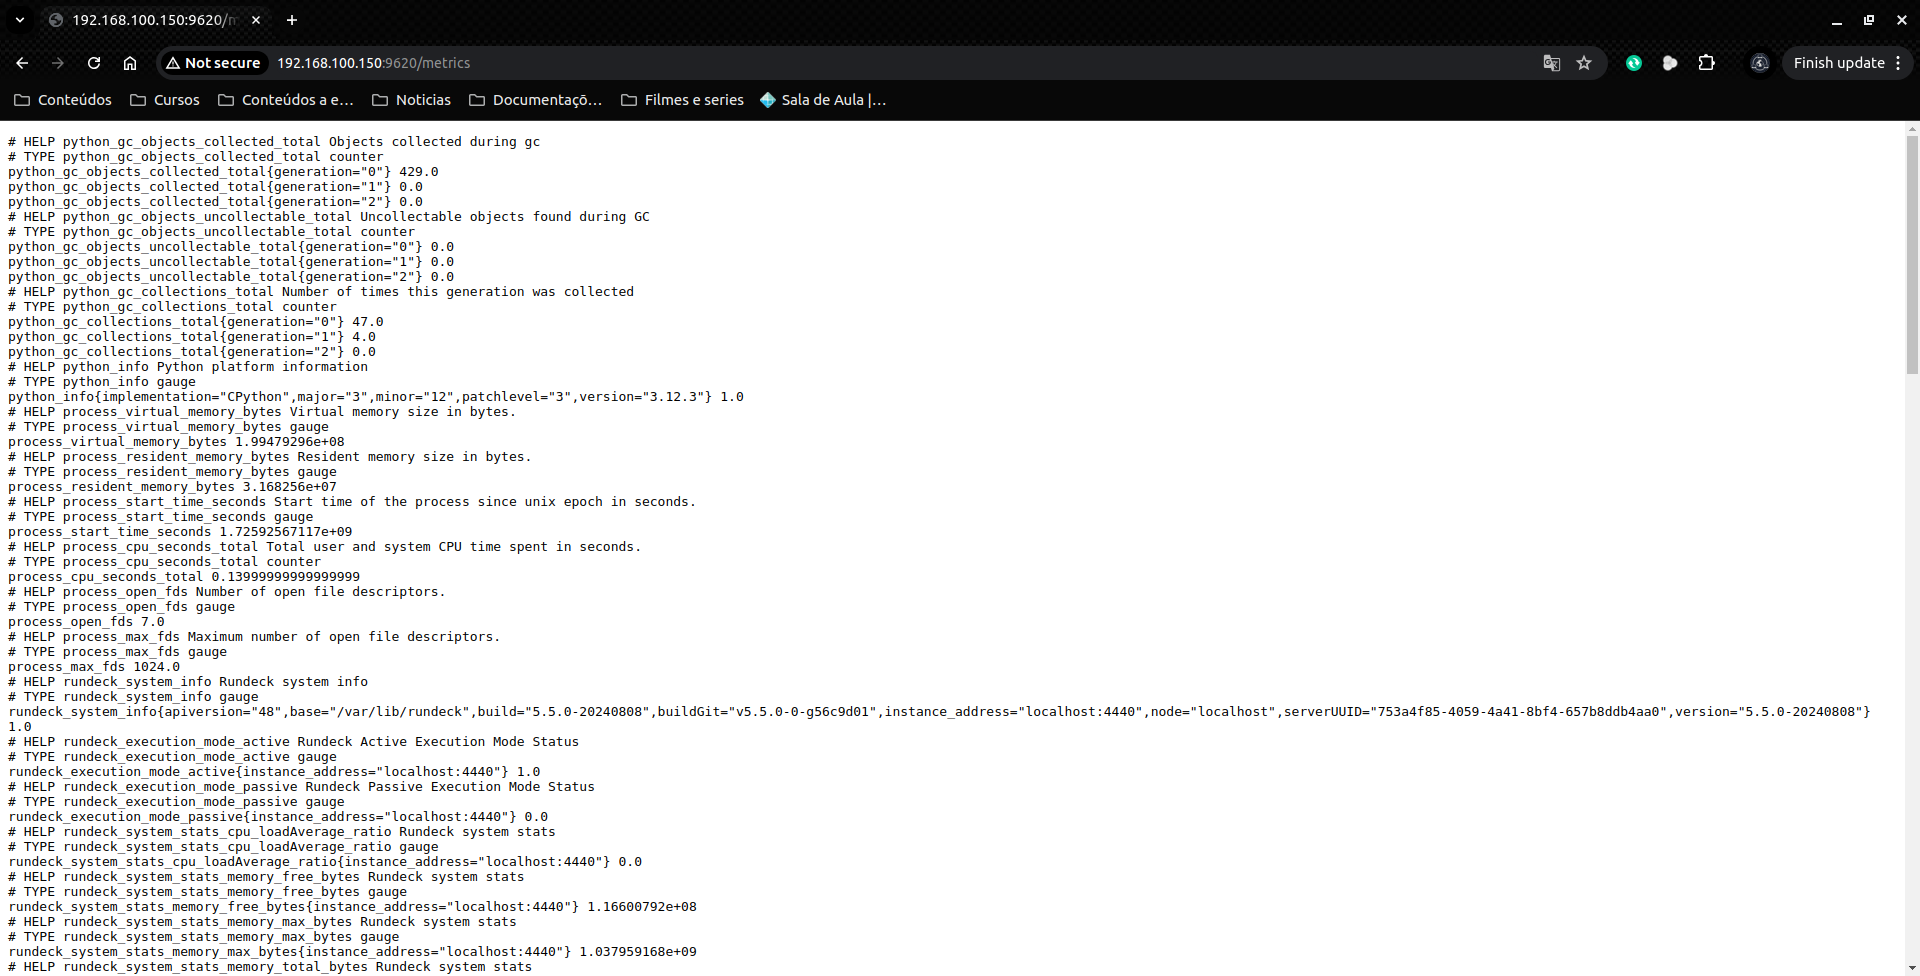 192.168.100.150:9620/m
Not secure
192.168.100.150:9620/metrics
Finish update
Conteúdos
Cursos
Conteúdos a e…
Noticias
Documentaçõ…
Filmes e series
Sala de Aula |…
# HELP python_gc_objects_collected_total Objects collected during gc
# TYPE python_gc_objects_collected_total counter
python_gc_objects_collected_total{generation="0"} 429.0
python_gc_objects_collected_total{generation="1"} 0.0
python_gc_objects_collected_total{generation="2"} 0.0
# HELP python_gc_objects_uncollectable_total Uncollectable objects found during GC
# TYPE python_gc_objects_uncollectable_total counter
python_gc_objects_uncollectable_total{generation="0"} 0.0
python_gc_objects_uncollectable_total{generation="1"} 0.0
python_gc_objects_uncollectable_total{generation="2"} 0.0
# HELP python_gc_collections_total Number of times this generation was collected
# TYPE python_gc_collections_total counter
python_gc_collections_total{generation="0"} 47.0
python_gc_collections_total{generation="1"} 4.0
python_gc_collections_total{generation="2"} 0.0
# HELP python_info Python platform information
# TYPE python_info gauge
python_info{implementation="CPython",major="3",minor="12",patchlevel="3",version="3.12.3"} 1.0
# HELP process_virtual_memory_bytes Virtual memory size in bytes.
# TYPE process_virtual_memory_bytes gauge
process_virtual_memory_bytes 1.99479296e+08
# HELP process_resident_memory_bytes Resident memory size in bytes.
# TYPE process_resident_memory_bytes gauge
process_resident_memory_bytes 3.168256e+07
# HELP process_start_time_seconds Start time of the process since unix epoch in seconds.
# TYPE process_start_time_seconds gauge
process_start_time_seconds 1.72592567117e+09
# HELP process_cpu_seconds_total Total user and system CPU time spent in seconds.
# TYPE process_cpu_seconds_total counter
process_cpu_seconds_total 0.13999999999999999
# HELP process_open_fds Number of open file descriptors.
# TYPE process_open_fds gauge
process_open_fds 7.0
# HELP process_max_fds Maximum number of open file descriptors.
# TYPE process_max_fds gauge
process_max_fds 1024.0
# HELP rundeck_system_info Rundeck system info
# TYPE rundeck_system_info gauge
rundeck_system_info{apiversion="48",base="/var/lib/rundeck",build="5.5.0-20240808",buildGit="v5.5.0-0-g56c9d01",instance_address="localhost:4440",node="localhost",serverUUID="753a4f85-4059-4a41-8bf4-657b8ddb4aa0",version="5.5.0-20240808"}
1.0
# HELP rundeck_execution_mode_active Rundeck Active Execution Mode Status
# TYPE rundeck_execution_mode_active gauge
rundeck_execution_mode_active{instance_address="localhost:4440"} 1.0
# HELP rundeck_execution_mode_passive Rundeck Passive Execution Mode Status
# TYPE rundeck_execution_mode_passive gauge
rundeck_execution_mode_passive{instance_address="localhost:4440"} 0.0
# HELP rundeck_system_stats_cpu_loadAverage_ratio Rundeck system stats
# TYPE rundeck_system_stats_cpu_loadAverage_ratio gauge
rundeck_system_stats_cpu_loadAverage_ratio{instance_address="localhost:4440"} 0.0
# HELP rundeck_system_stats_memory_free_bytes Rundeck system stats
# TYPE rundeck_system_stats_memory_free_bytes gauge
rundeck_system_stats_memory_free_bytes{instance_address="localhost:4440"} 1.16600792e+08
# HELP rundeck_system_stats_memory_max_bytes Rundeck system stats
# TYPE rundeck_system_stats_memory_max_bytes gauge
rundeck_system_stats_memory_max_bytes{instance_address="localhost:4440"} 1.037959168e+09
# HELP rundeck_system_stats_memory_total_bytes Rundeck system stats